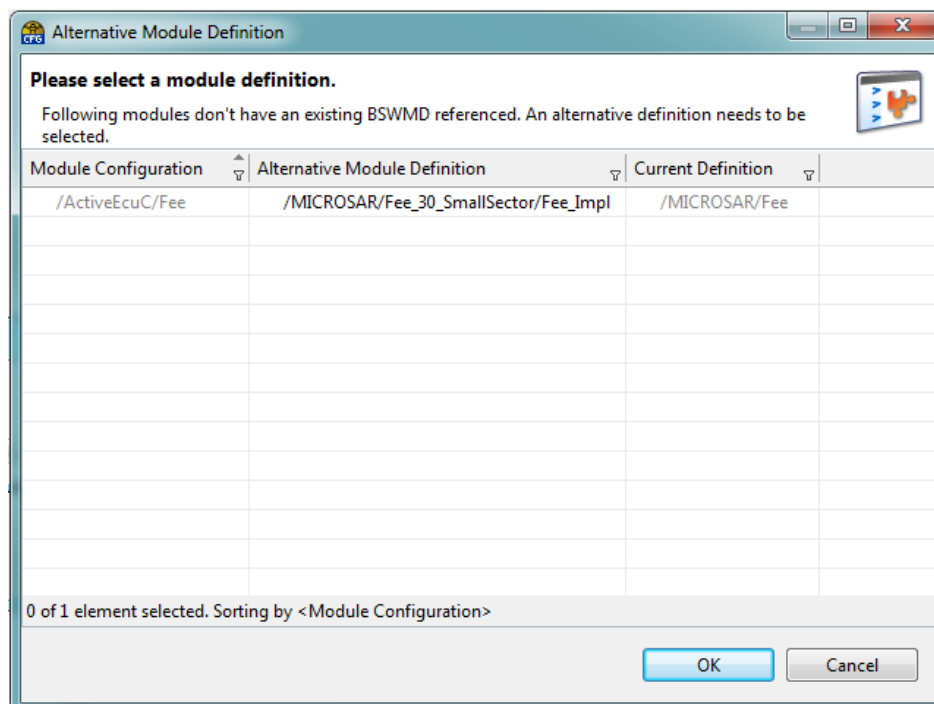 CFG Alternative Module Definition
Please select a module definition.
Following modules don't have an existing BSWMD referenced. An alternative definition needs to be
selected.
Module Configuration Alternative Module Definition Current Definition
/ActiveEcuC/Fee /MICROSAR/Fee_30_SmallSector/Fee_Impl /MICROSAR/Fee
0 of 1 element selected. Sorting by <Module Configuration>
OK Cancel